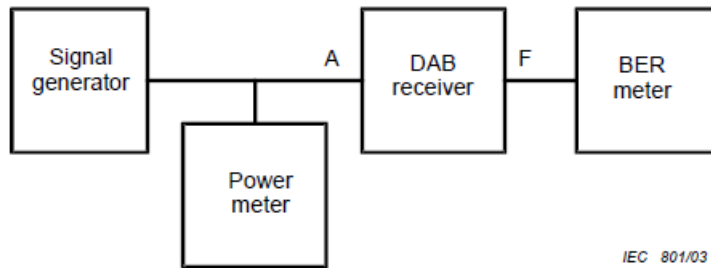 Signal
generator
A
DAB
receiver
F
BER
meter
Power
meter
IEC 801/03